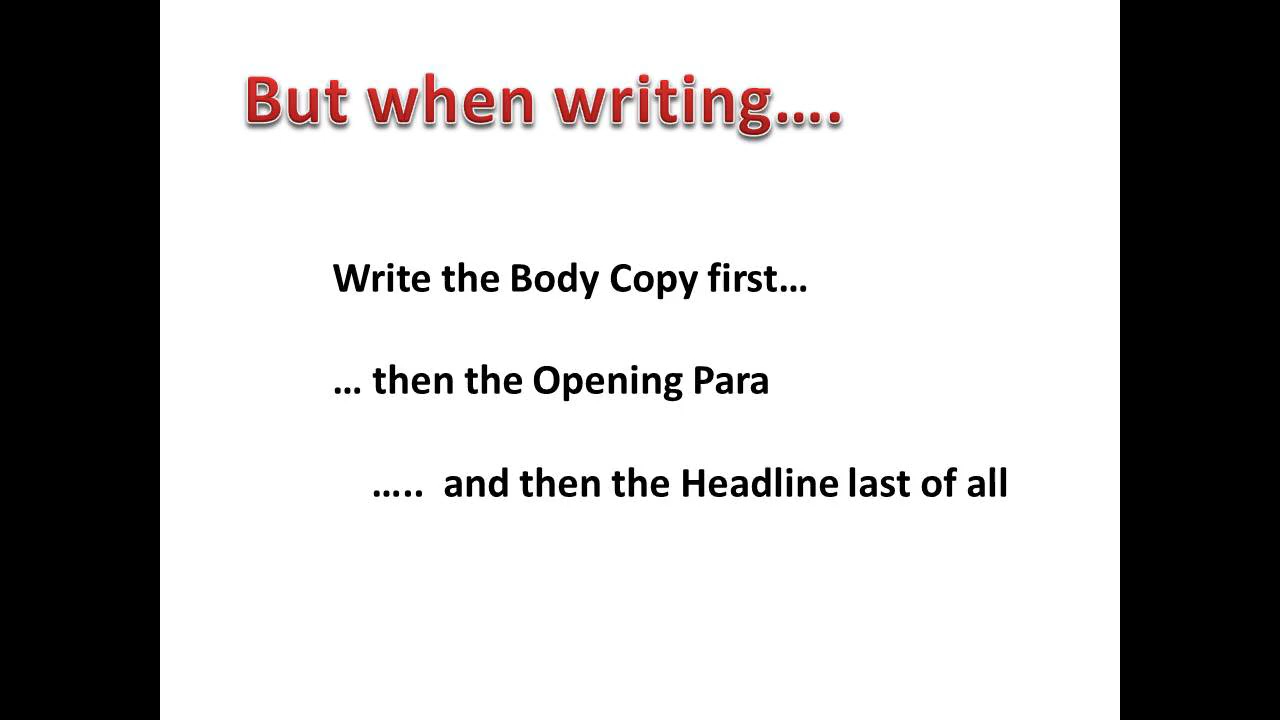 But when writing....
Write the Body Copy first...
... then the Opening Para
.....  and then the Headline last of all